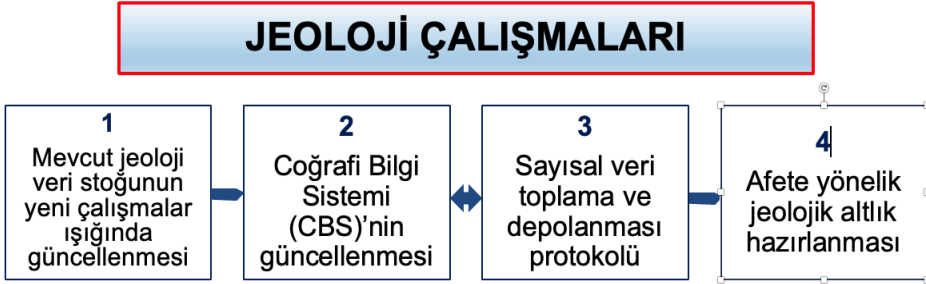 JEOLOJİ ÇALIŞMALARI
1
Mevcut jeoloji
veri stoğunun
yeni çalışmalar
ışığında
güncellenmesi
2
Coğrafi Bilgi
Sistemi
(CBS)’nin
güncellenmesi
3
Sayısal veri
toplama ve
depolanması
protokolü
4
Afete yönelik
jeolojik altlık
hazırlanması